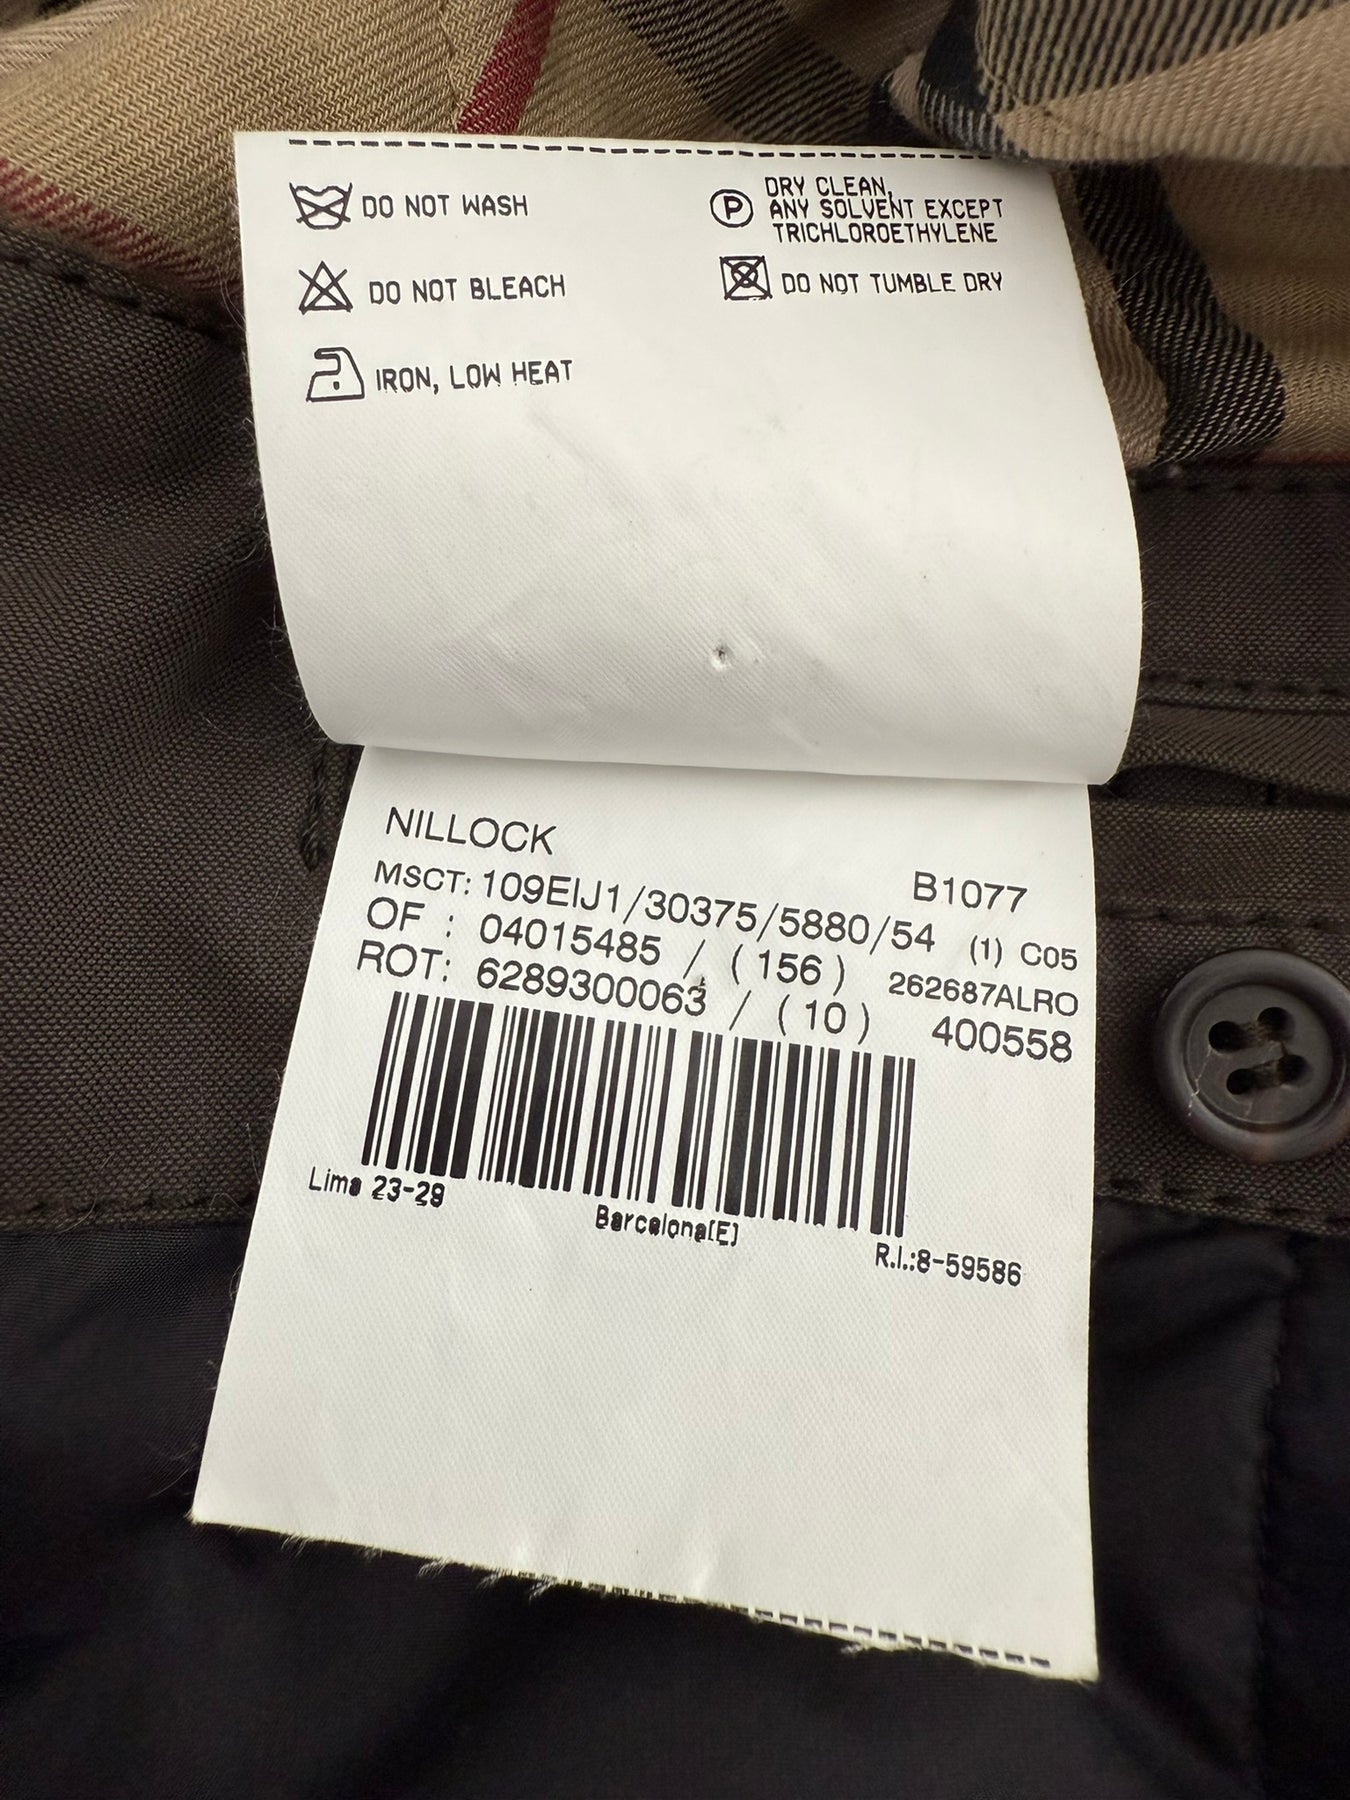 DO NOT WASH
DO NOT BLEACH
IRON, LOW HEAT
P
DRY CLEAN,
ANY SOLVENT EXCEPT
TRICHLOROETHYLENE
DO NOT TUMBLE DRY
NILLOCK B1077
MSCT: 109EIJ1/30375/5880/54 (1) C05
OF : 04015485 / (156) 262687ALRO
ROT: 6289300063 / (10) 400558
Lima 23-29
Barcelona(E)
R.I.:8-59586